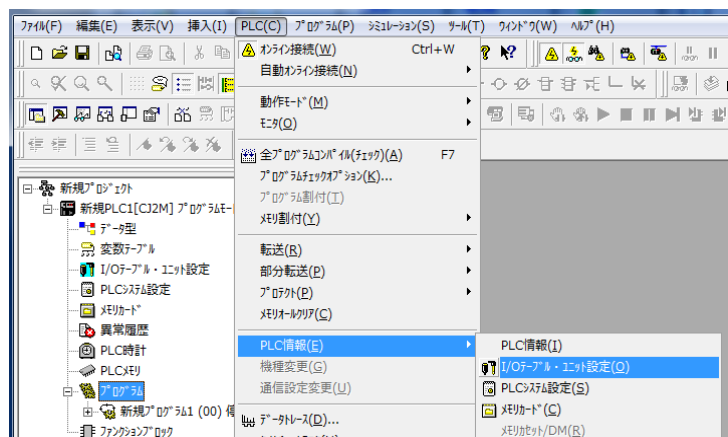 ファイル(F) 編集(E) 表示(V) 挿入(I) PLC(C) プログラム(P) シミュレーション(S) ツール(T) ウィンドウ(W) ヘルプ(H)
オンライン接続(W) Ctrl+W
自動オンライン接続(N)
動作モード(M)
モニタ(O)
全プログラムコンパイル(チェック)(A) F7
プログラムチェックオプション(K)...
プログラム割付(T)
メモリ割付(Y)
転送(R)
部分転送(P)
プロテクト(P)
メモリオールクリア(C)
PLC情報(E)
機種変更(G)
通信設定変更(U)
データトレース(D)...
PLC情報(I)
I/Oテーブル・ユニット設定(O)
PLCシステム設定(S)
メモリカード(C)
メモリカセット/DM(R)
新規プロジェクト
新規PLC1[CJ2M] プログラムモー
データ型
変数テーブル
I/Oテーブル・ユニット設定
PLCシステム設定
メモリカード
異常履歴
PLC時計
PLCメモリ
プログラム
新規プログラム1 (00) 停
ファンクションブロック